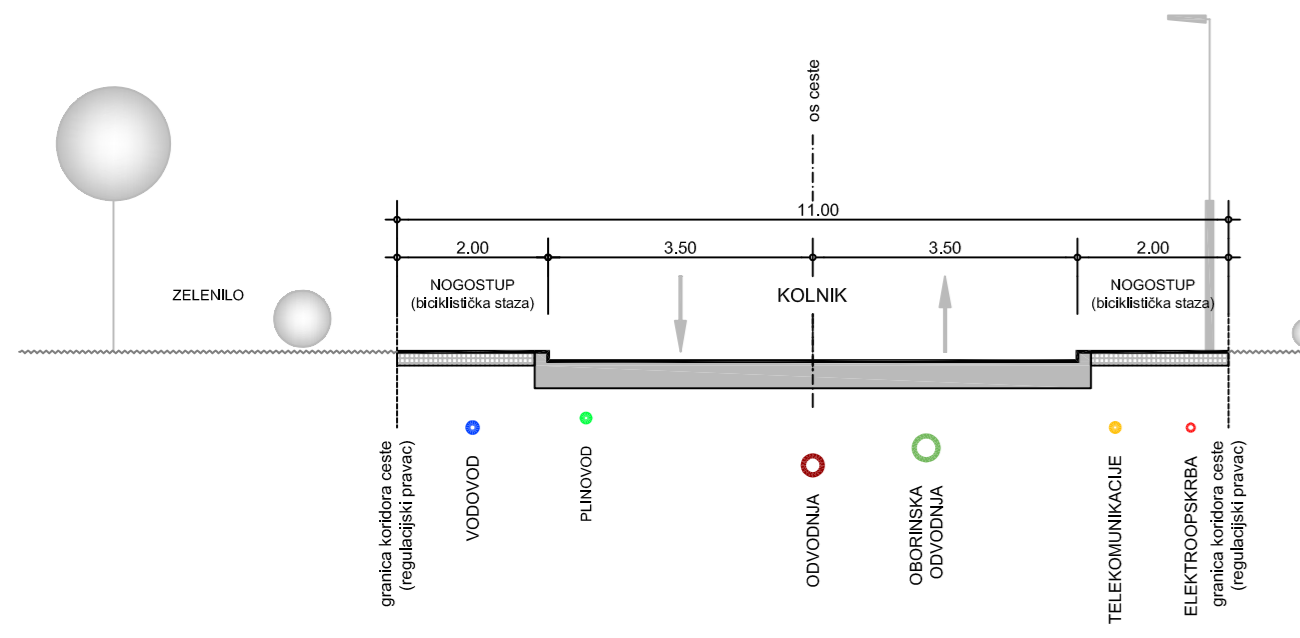 os ceste
11.00
2.00
3.50
3.50
2.00
ZELENILO
NOGOSTUP
(biciklistička staza)
KOLNIK
NOGOSTUP
(biciklistička staza)
granica koridora ceste
(regulacijski pravac)
VODOVOD
PLINOVOD
ODVODNJA
OBORINSKA
ODVODNJA
TELEKOMUNIKACIJE
ELEKTROOPSKRBA
granica koridora ceste
(regulacijski pravac)